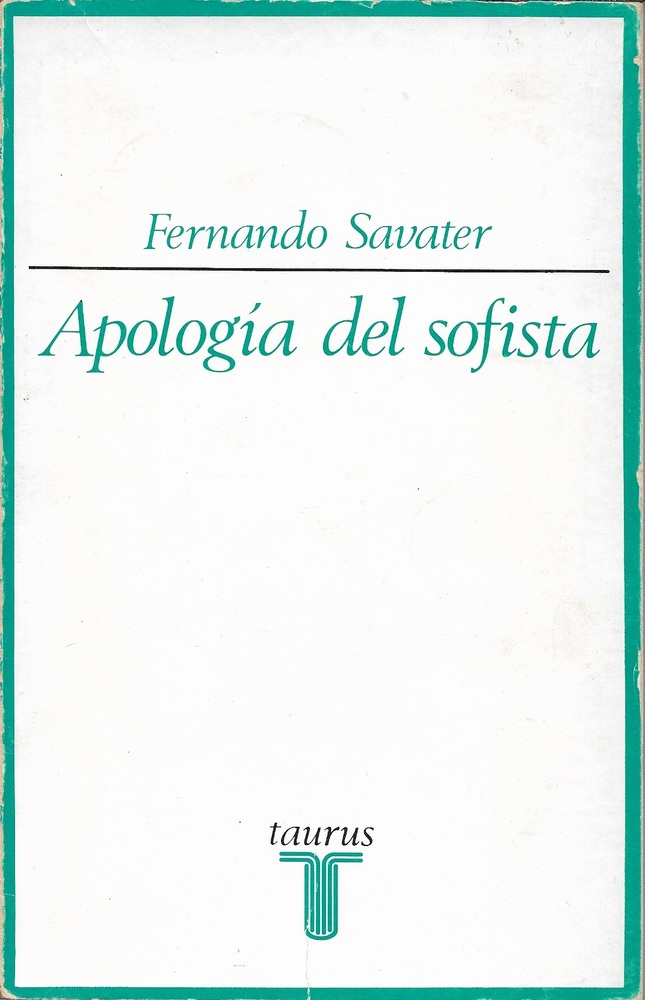 Fernando Savater
Apología del sofista
taurus